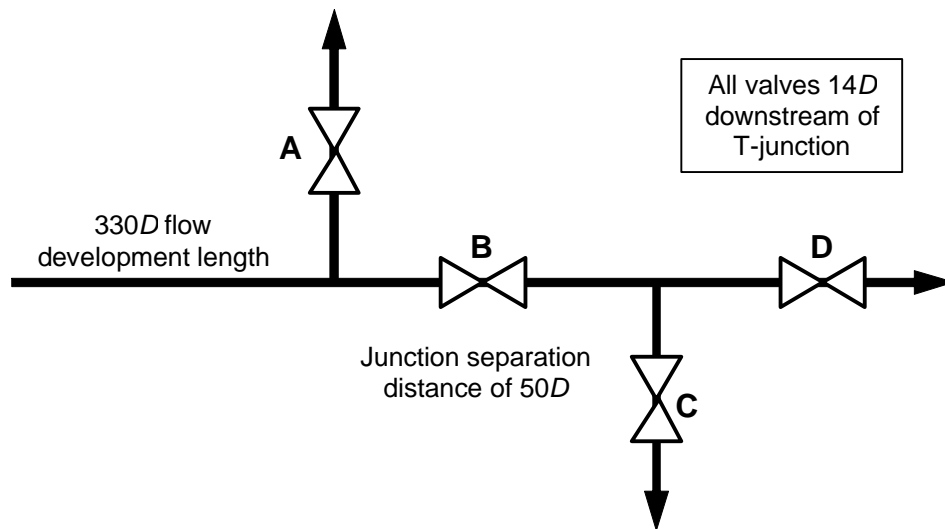 All valves 14D
downstream of
T-junction
A
330D flow
development length
B
D
Junction separation
distance of 50D
C